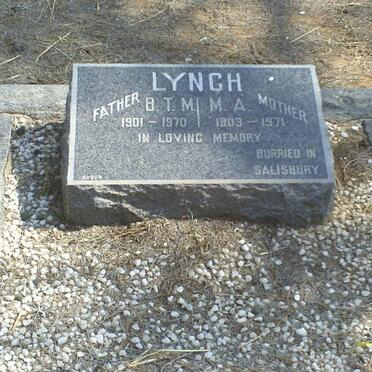 LYNCH
FATHER B.T.M. M.A. MOTHER
1901 - 1970 1903 - 1971
IN LOVING MEMORY
BURRIED IN
SALISBURY